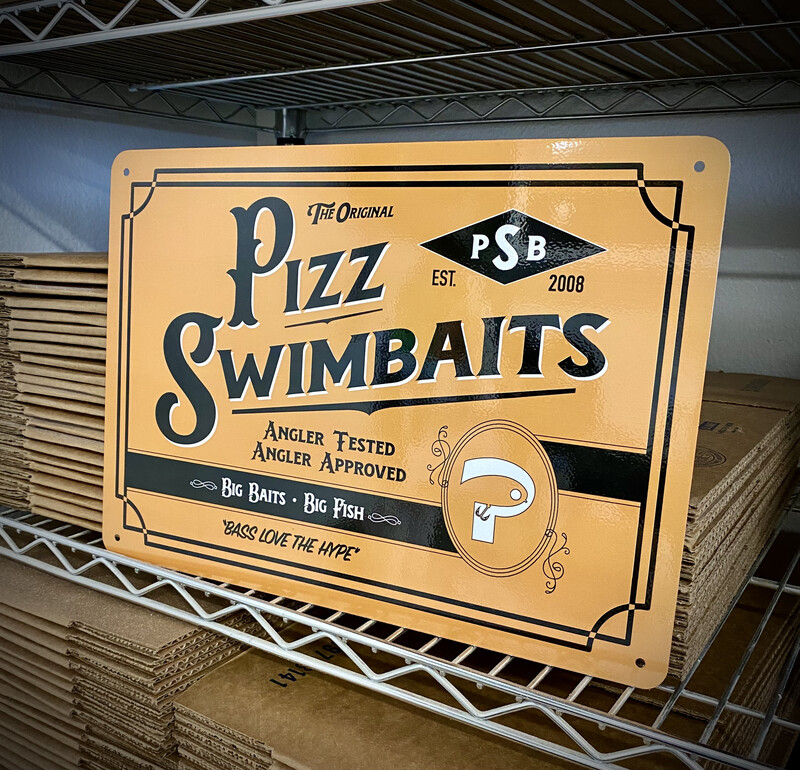 The Original
Pizz
PSB
EST. 2008
Swimbaits
Angler Tested
Angler Approved
Big Baits • Big Fish
"BASS LOVE THE HYPE"